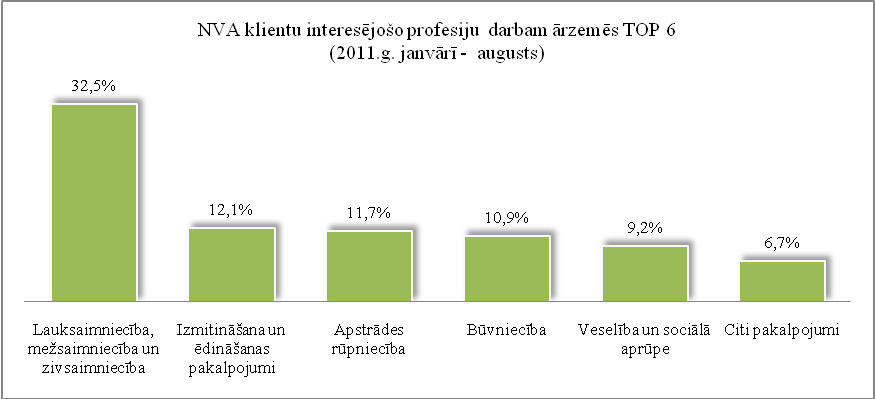 NVA klientu interesējošo profesiju darbam ārzemēs TOP 6
(2011.g. janvārī - augusts)
32,5%
12,1%
11,7%
10,9%
9,2%
6,7%
Lauksaimniecība,
mežsaimniecība un
zivsaimniecība
Izmitināšana un
ēdināšanas
pakalpojumi
Apstrādes
rūpniecība
Būvniecība
Veselība un sociālā
aprūpe
Citi pakalpojumi